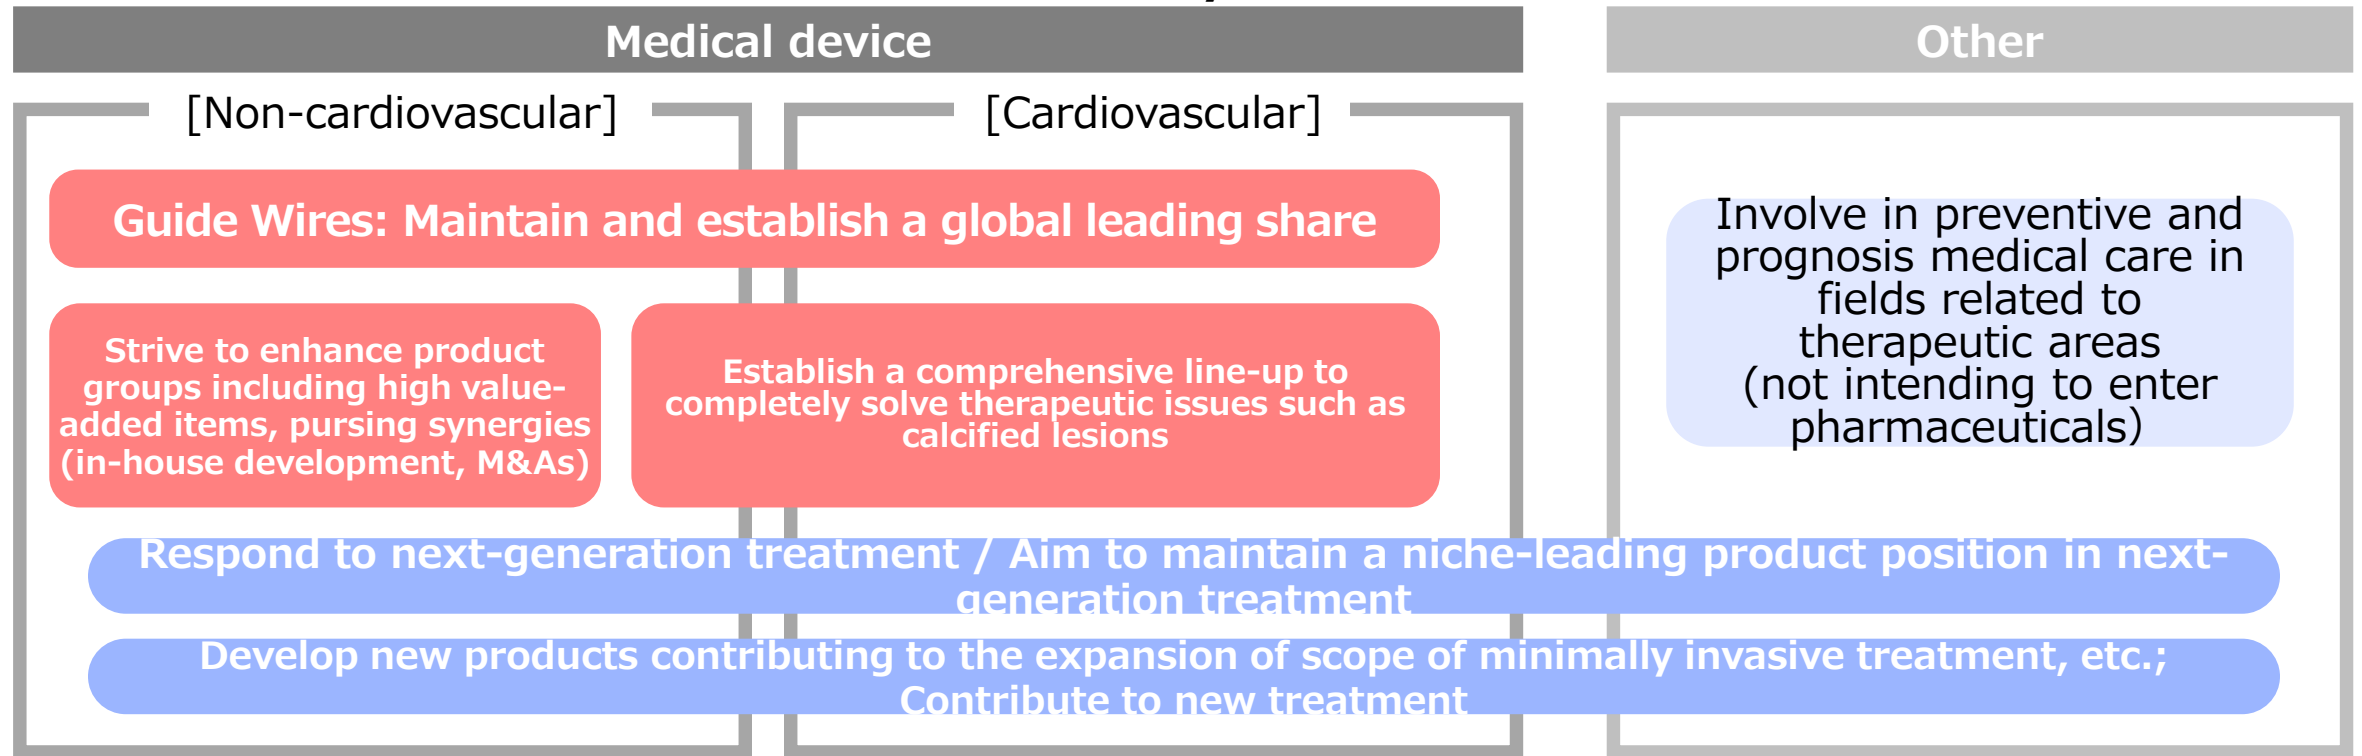 Medical device
Other
[Non-cardiovascular]
[Cardiovascular]
Guide Wires: Maintain and establish a global leading share
Strive to enhance product
groups including high value-
added items, pursing synergies
(in-house development, M&As)
Establish a comprehensive line-up to
completely solve therapeutic issues such as
calcified lesions
Involve in preventive and
prognosis medical care in
fields related to
therapeutic areas
(not intending to enter
pharmaceuticals）
Respond to next-generation treatment / Aim to maintain a niche-leading product position in next-
generation treatment
Develop new products contributing to the expansion of scope of minimally invasive treatment, etc.;
Contribute to new treatment